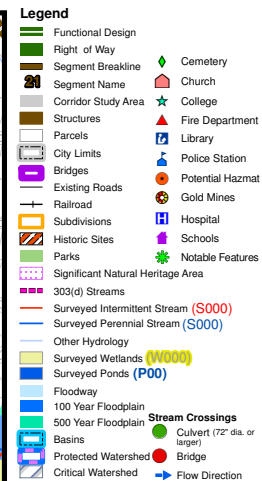 Legend
Functional Design
Right of Way
Segment Breakline
21 Segment Name
Corridor Study Area
Structures
Parcels
City Limits
Bridges
Existing Roads
Railroad
Subdivisions
Historic Sites
Parks
Significant Natural Heritage Area
303(d) Streams
Surveyed Intermittent Stream (S000)
Surveyed Perennial Stream (S000)
Other Hydrology
Surveyed Wetlands (W000)
Surveyed Ponds (P00)
Floodway
100 Year Floodplain
500 Year Floodplain
Basins
Protected Watershed
Critical Watershed
Cemetery
Church
College
Fire Department
Library
Police Station
Potential Hazmat
Gold Mines
H Hospital
Schools
Notable Features
Stream Crossings
Culvert (72" dia. or
larger)
Bridge
Flow Direction